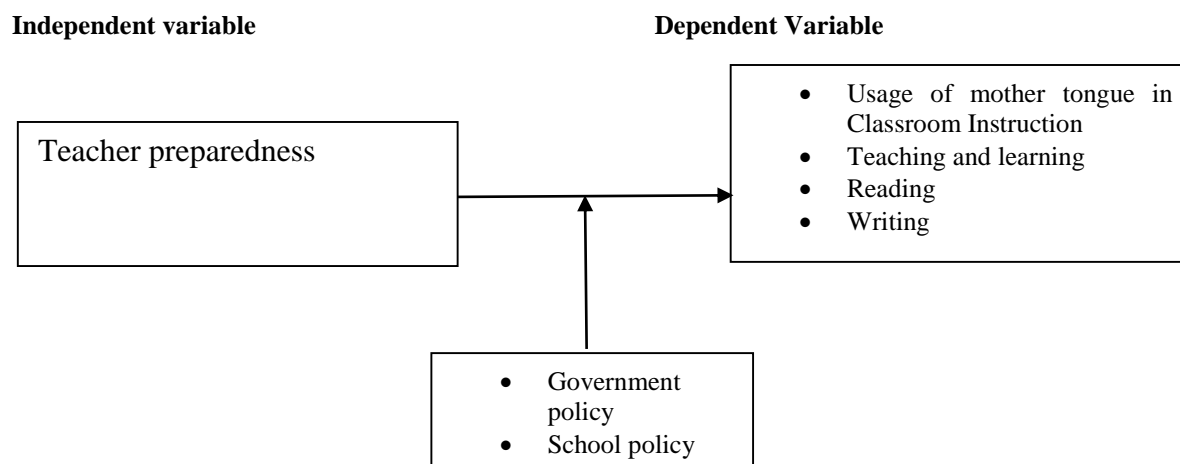 Independent variable
Dependent Variable
• Usage of mother tongue in
Classroom Instruction
• Teaching and learning
• Reading
• Writing
Teacher preparedness
• Government
policy
• School policy